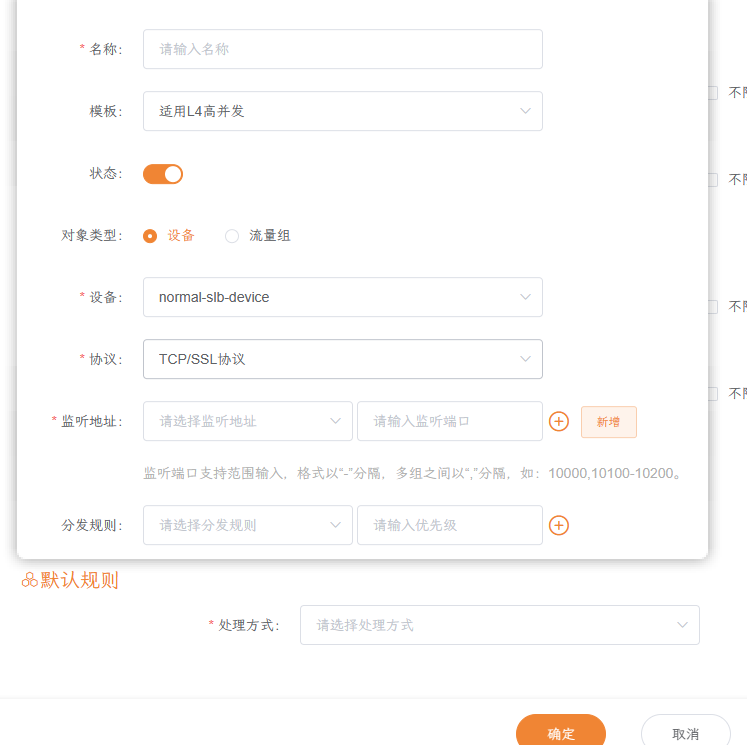 * 名称： 请输入名称
不
模板： 适用L4高并发
状态：
不
对象类型： 设备 流量组
* 设备： normal-slb-device
不
* 协议： TCP/SSL协议
不
* 监听地址： 请选择监听地址 请输入监听端口 新增
监听端口支持范围输入，格式以“-”分隔，多组之间以“,”分隔，如：10000,10100-10200。
分发规则： 请选择分发规则 请输入优先级
默认规则
* 处理方式： 请选择处理方式
确定 取消